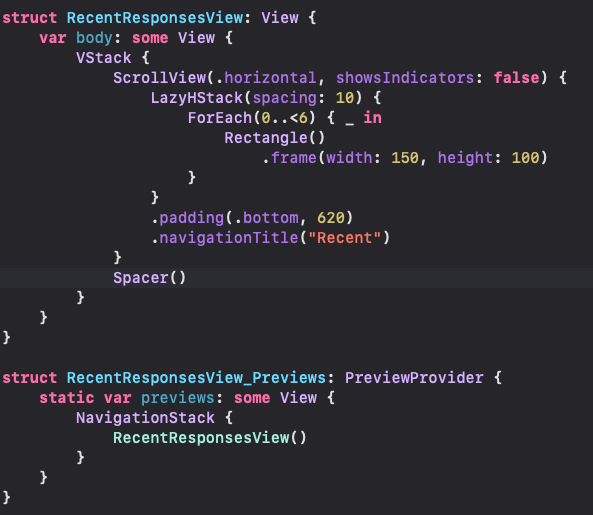 struct RecentResponsesView: View {
    var body: some View {
        VStack {
            ScrollView(.horizontal, showsIndicators: false) {
                LazyHStack(spacing: 10) {
                    ForEach(0..<6) { _ in
                        Rectangle()
                            .frame(width: 150, height: 100)
                    }
                }
                .padding(.bottom, 620)
                .navigationTitle("Recent")
            }
            Spacer()
        }
    }
}

struct RecentResponsesView_Previews: PreviewProvider {
    static var previews: some View {
        NavigationStack {
            RecentResponsesView()
        }
    }
}